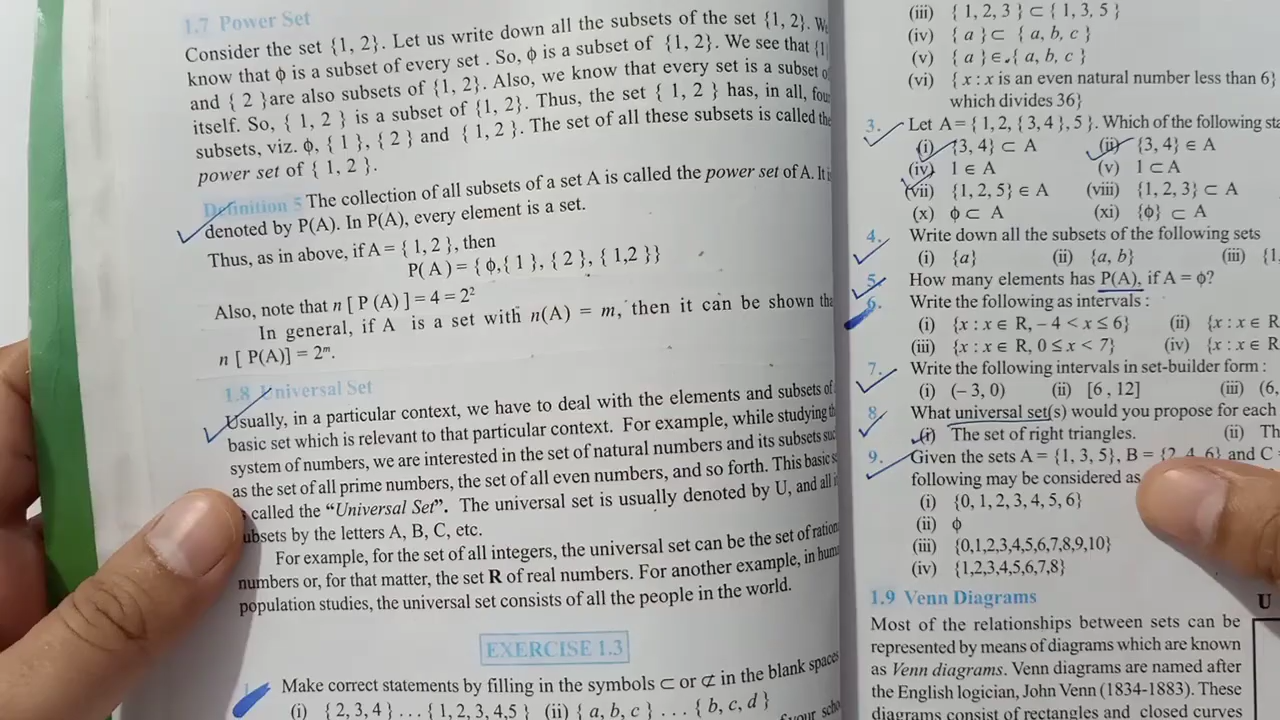 1.7 Power Set
Consider the set {1, 2}. Let us write down all the subsets of the set {1, 2}. We
know that φ is a subset of every set . So, φ is a subset of {1, 2}. We see that {1
and { 2 }are also subsets of {1, 2}. Also, we know that every set is a subset of
itself. So, { 1, 2 } is a subset of {1, 2}. Thus, the set { 1, 2 } has, in all, four
subsets, viz. φ, { 1 }, { 2 } and { 1, 2 }. The set of all these subsets is called the
power set of { 1, 2 }.
Definition 5 The collection of all subsets of a set A is called the power set of A. It is
denoted by P(A). In P(A), every element is a set.
Thus, as in above, if A = { 1, 2 }, then
P( A ) = { φ,{ 1 }, { 2 }, { 1,2 }}
Also, note that n [ P (A) ] = 4 = 2²
In general, if A is a set with n(A) = m, then it can be shown tha
n [ P(A)] = 2ᵐ.
1.8 Universal Set
Usually, in a particular context, we have to deal with the elements and subsets of
basic set which is relevant to that particular context. For example, while studying th
system of numbers, we are interested in the set of natural numbers and its subsets suc
as the set of all prime numbers, the set of all even numbers, and so forth. This basic s
called the “Universal Set”. The universal set is usually denoted by U, and all
ubsets by the letters A, B, C, etc.
For example, for the set of all integers, the universal set can be the set of ration
numbers or, for that matter, the set R of real numbers. For another example, in huma
population studies, the universal set consists of all the people in the world.
EXERCISE 1.3
1. Make correct statements by filling in the symbols ⊂ or ⊄ in the blank spaces
(i) { 2, 3, 4 } . . . { 1, 2, 3, 4,5 } (ii) { a, b, c } . . . { b, c, d }
(iii) { 1, 2, 3 } ⊂ { 1, 3, 5 }
(iv) { a } ⊂ { a, b, c }
(v) { a } ∈ { a, b, c }
(vi) { x : x is an even natural number less than 6}
which divides 36}
3. Let A = { 1, 2, { 3, 4 }, 5 }. Which of the following sta
(i) {3, 4} ⊂ A (ii) {3, 4} ∈ A
(iv) 1 ∈ A (v) 1 ⊂ A
(vii) {1, 2, 5} ∈ A (viii) {1, 2, 3} ⊂ A
(x) φ ⊂ A (xi) {φ} ⊂ A
4. Write down all the subsets of the following sets
(i) {a} (ii) {a, b} (iii) {1,
5. How many elements has P(A), if A = φ?
6. Write the following as intervals :
(i) {x : x ∈ R, – 4 < x ≤ 6} (ii) {x : x ∈ R
(iii) {x : x ∈ R, 0 ≤ x < 7} (iv) {x : x ∈ R
7. Write the following intervals in set-builder form :
(i) (– 3, 0) (ii) [6 , 12] (iii) (6,
8. What universal set(s) would you propose for each
(i) The set of right triangles. (ii) Th
9. Given the sets A = {1, 3, 5}, B = {2, 4, 6} and C =
following may be considered as
(i) {0, 1, 2, 3, 4, 5, 6}
(ii) φ
(iii) {0,1,2,3,4,5,6,7,8,9,10}
(iv) {1,2,3,4,5,6,7,8}
1.9 Venn Diagrams
Most of the relationships between sets can be
represented by means of diagrams which are known
as Venn diagrams. Venn diagrams are named after
the English logician, John Venn (1834-1883). These
diagrams consist of rectangles and closed curves
U